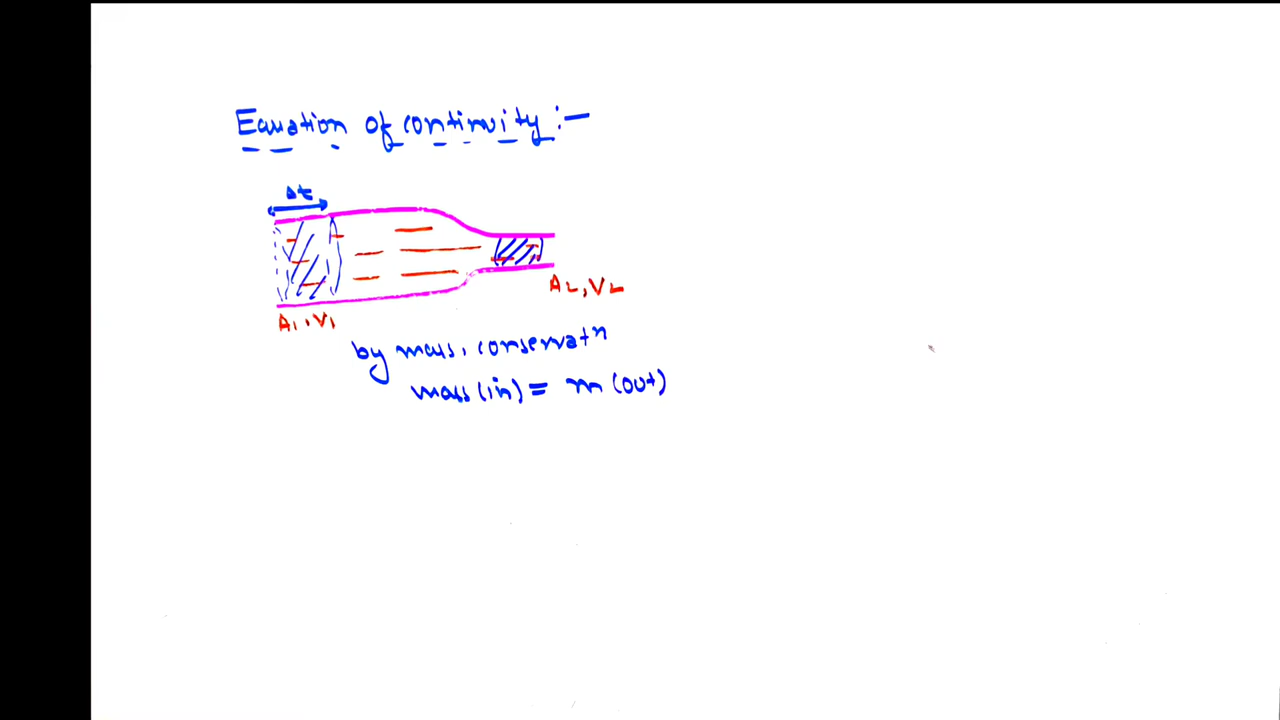 Equation of continuity :-
Δt
A1, V1
A2, V2
by mass, conservatn
mass (in) = m (out)